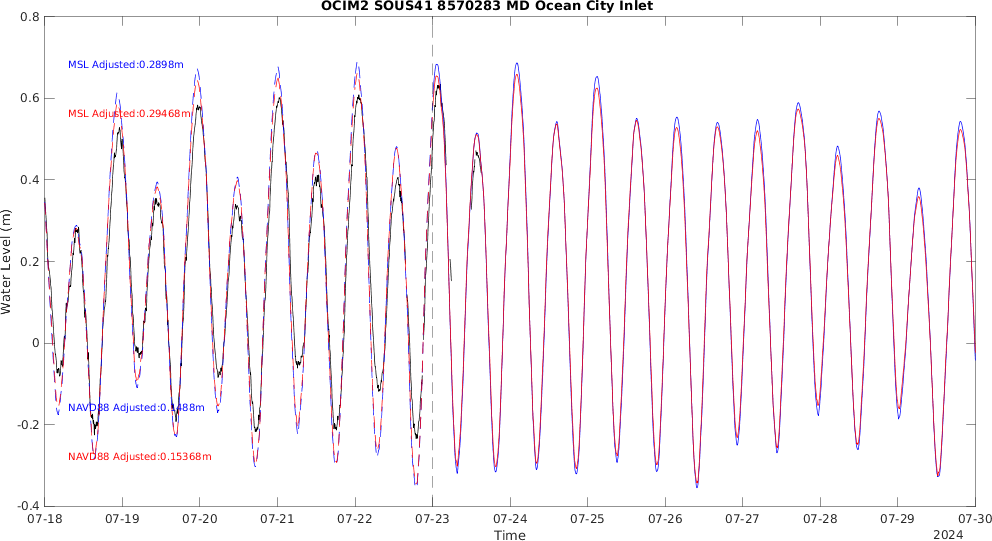 OCIM2 SOUS41 8570283 MD Ocean City Inlet
0.8
MSL Adjusted:0.2898m
0.6
MSL Adjusted:0.29468m
0.4
Water Level (m)
0.2
0
NAVD88 Adjusted:0.1488m
-0.2
NAVD88 Adjusted:0.15368m
-0.4
07-18 07-19 07-20 07-21 07-22 07-23 07-24 07-25 07-26 07-27 07-28 07-29 07-30
Time
2024